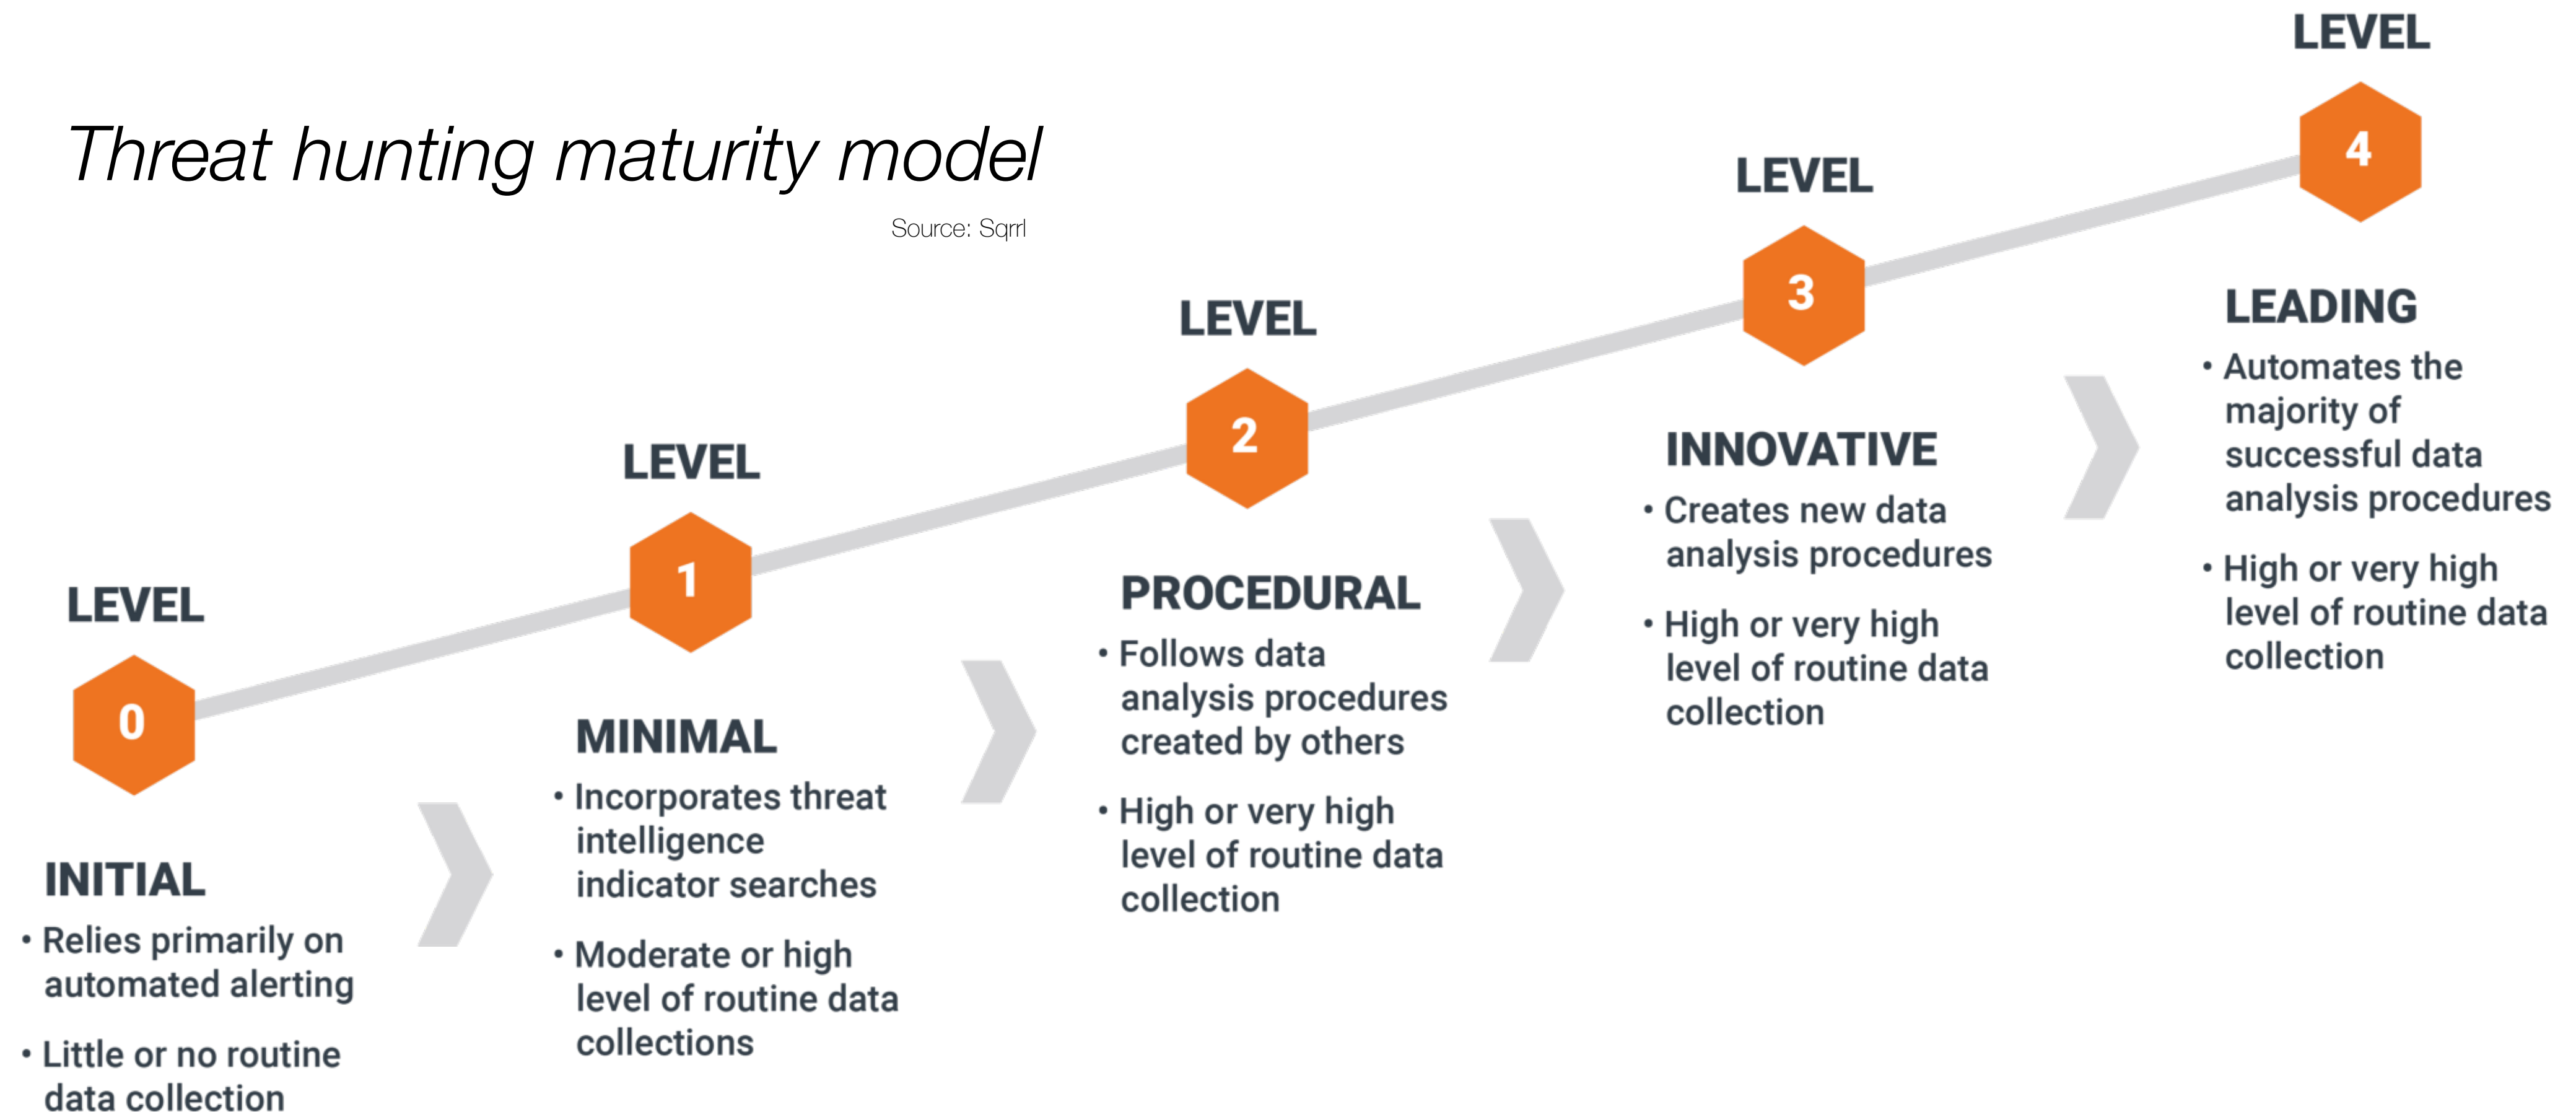 Threat hunting maturity model
Source: Sqrrl
LEVEL
0
INITIAL
• Relies primarily on
automated alerting
• Little or no routine
data collection
LEVEL
1
MINIMAL
• Incorporates threat
intelligence
indicator searches
• Moderate or high
level of routine data
collections
LEVEL
2
PROCEDURAL
• Follows data
analysis procedures
created by others
• High or very high
level of routine data
collection
LEVEL
3
INNOVATIVE
• Creates new data
analysis procedures
• High or very high
level of routine data
collection
LEVEL
4
LEADING
• Automates the
majority of
successful data
analysis procedures
• High or very high
level of routine data
collection